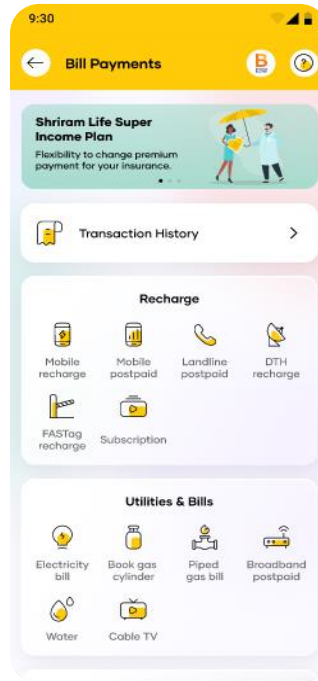 9:30
Bill Payments
B
Shriram Life Super
Income Plan
Flexibility to change premium
payment for your insurance.
Transaction History
Recharge
Mobile
recharge
Mobile
postpaid
Landline
postpaid
DTH
recharge
FASTag
recharge
Subscription
Utilities & Bills
Electricity
bill
Book gas
cylinder
Piped
gas bill
Broadband
postpaid
Water
Cable TV